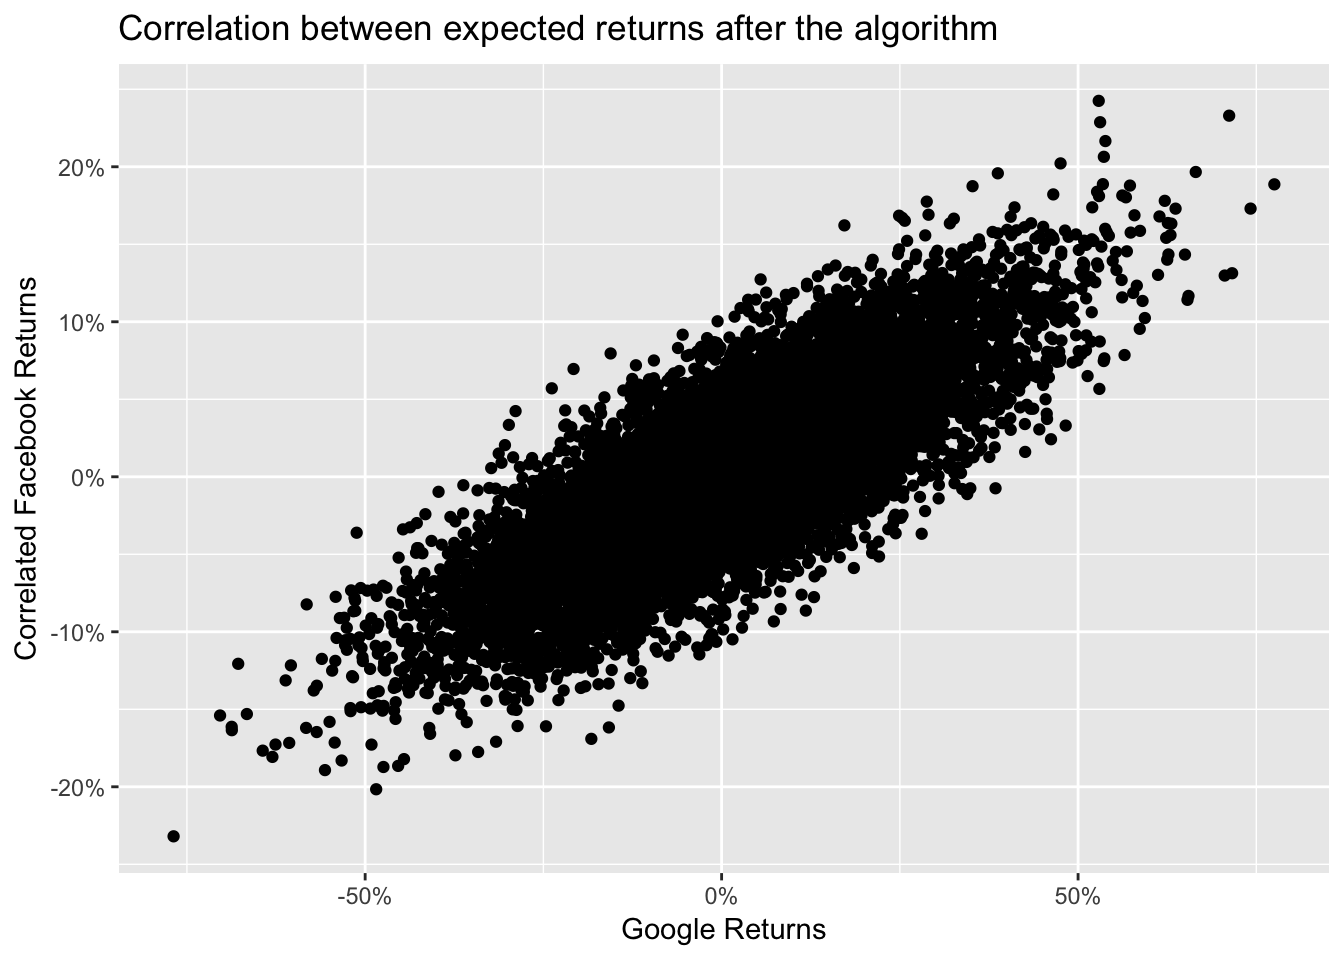 Correlation between expected returns after the algorithm
20%
10%
0%
-10%
-20%
Correlated Facebook Returns
-50%
0%
50%
Google Returns